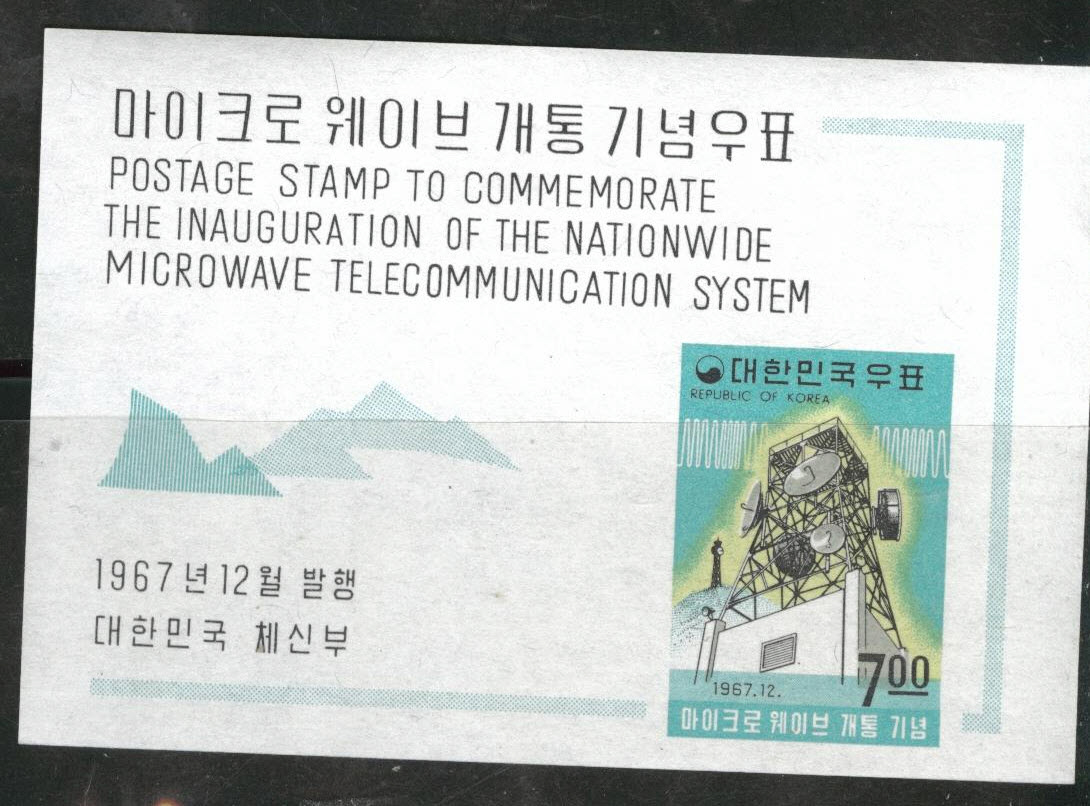 마이크로 웨이브 개통 기념우표
POSTAGE STAMP TO COMMEMORATE
THE INAUGURATION OF THE NATIONWIDE
MICROWAVE TELECOMMUNICATION SYSTEM
대한민국우표
REPUBLIC OF KOREA
1967년 12월 발행
대한민국 체신부
700
1967.12.
마이크로 웨이브 개통 기념